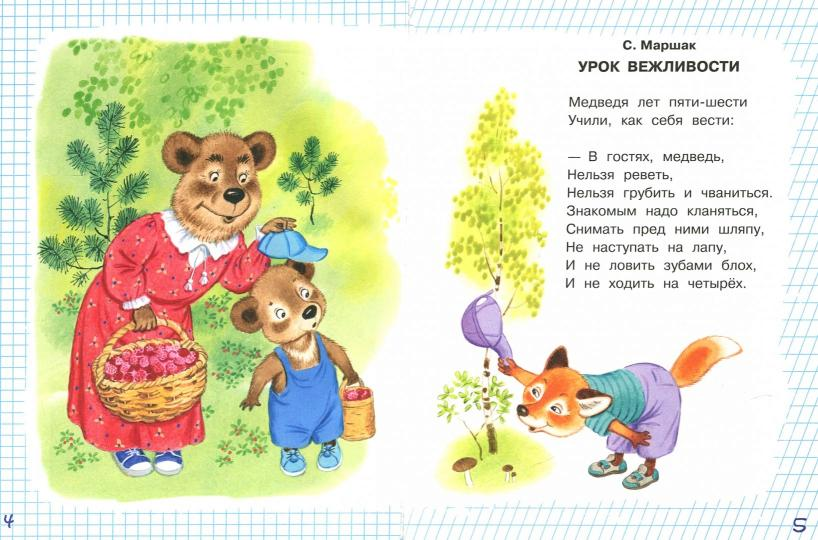 С. Маршак
УРОК ВЕЖЛИВОСТИ
Медведя лет пяти-шести
Учили, как себя вести:
— В гостях, медведь,
Нельзя реветь,
Нельзя грубить и чваниться.
Знакомым надо кланяться,
Снимать пред ними шляпу,
Не наступать на лапу,
И не ловить зубами блох,
И не ходить на четырёх.
4
5